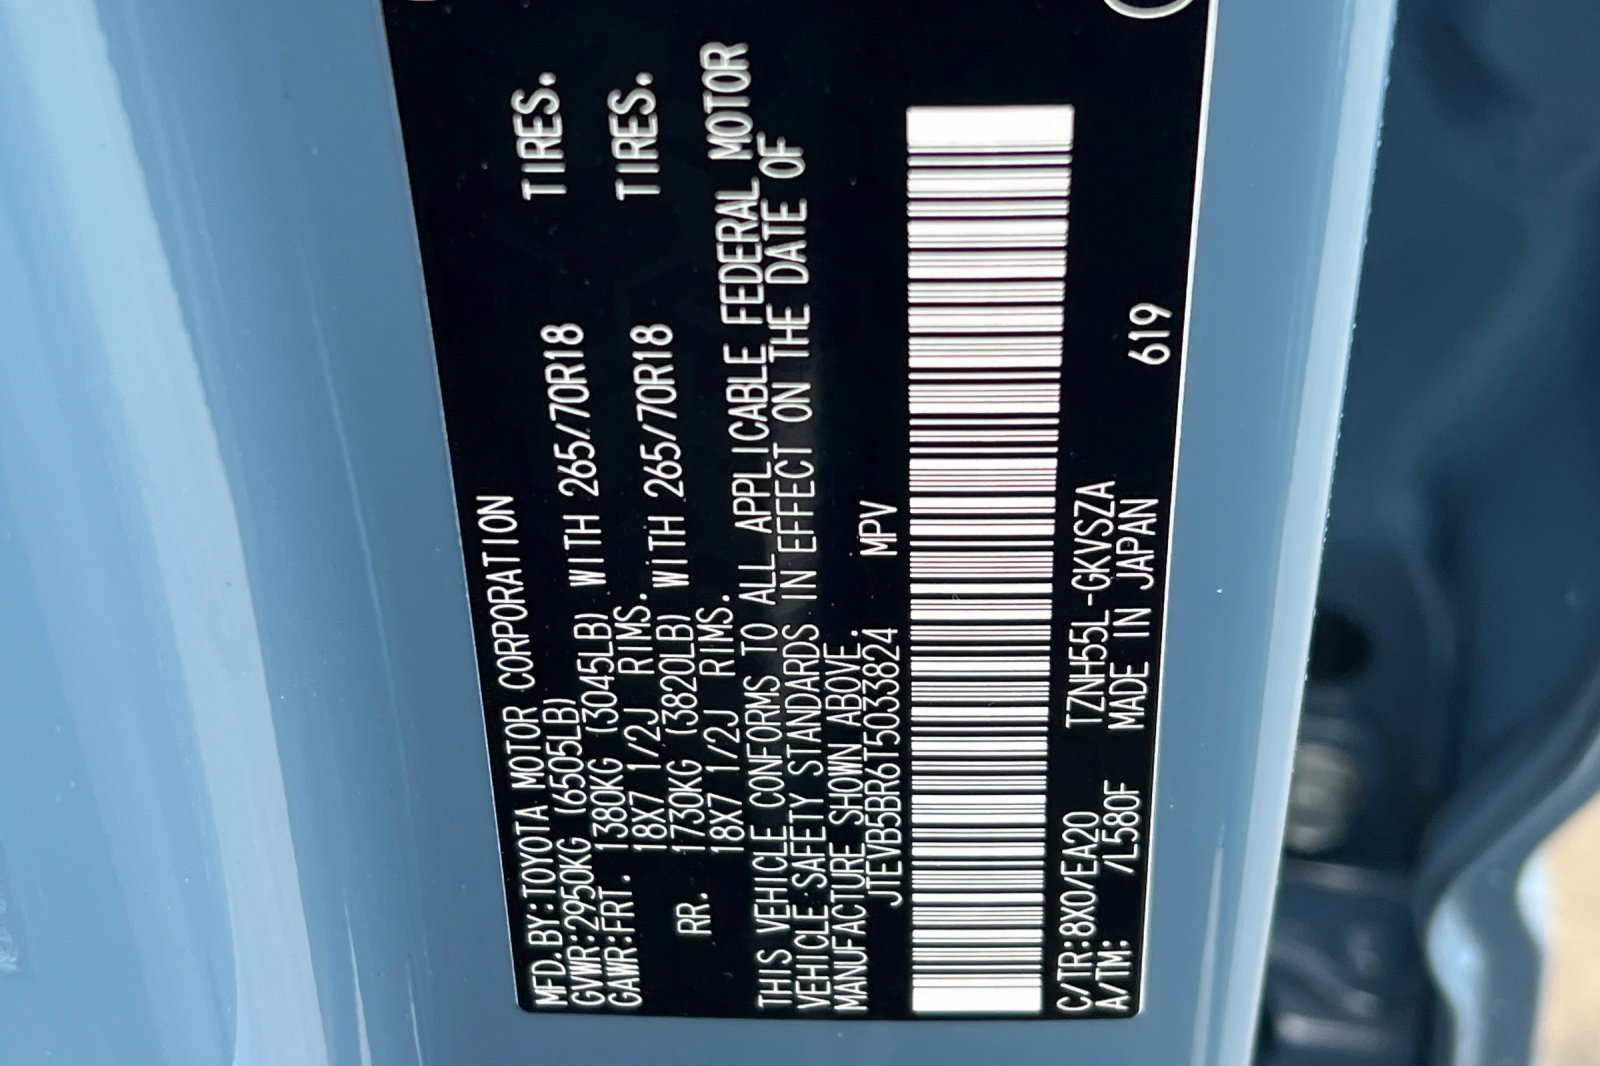 MFD.BY:TOYOTA MOTOR CORPORATION
GVWR:2950KG (6505LB)
GAWR:FRT. 1380KG (3045LB) WITH 265/70R18 TIRES.
18X7 1/2J RIMS.
RR. 1730KG (3820LB) WITH 265/70R18 TIRES.
18X7 1/2J RIMS.
THIS VEHICLE CONFORMS TO ALL APPLICABLE FEDERAL MOTOR
VEHICLE SAFETY STANDARDS IN EFFECT ON THE DATE OF
MANUFACTURE SHOWN ABOVE.
JTEVB5BR6T5033824 MPV
C/TR:8X0/EA20 TZNH55L-GKVSZA
A/TM: /L580F MADE IN JAPAN 619